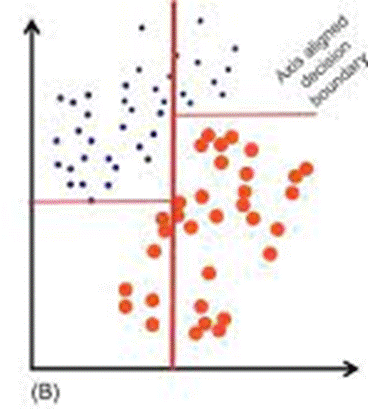 Axis aligned
decision
boundary
(B)